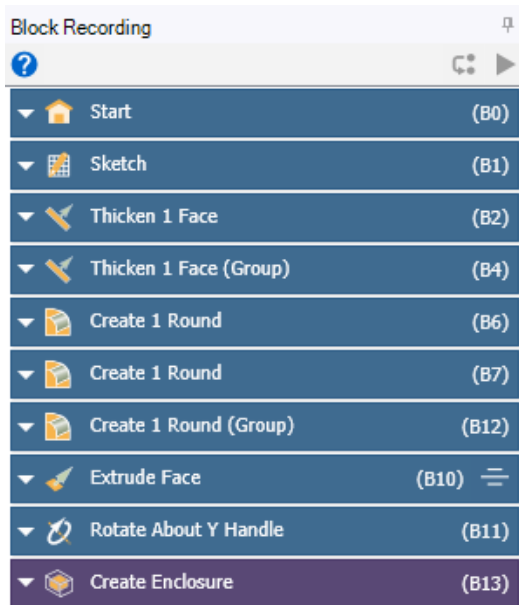 Block Recording
?
Start (B0)
Sketch (B1)
Thicken 1 Face (B2)
Thicken 1 Face (Group) (B4)
Create 1 Round (B6)
Create 1 Round (B7)
Create 1 Round (Group) (B12)
Extrude Face (B10)
Rotate About Y Handle (B11)
Create Enclosure (B13)